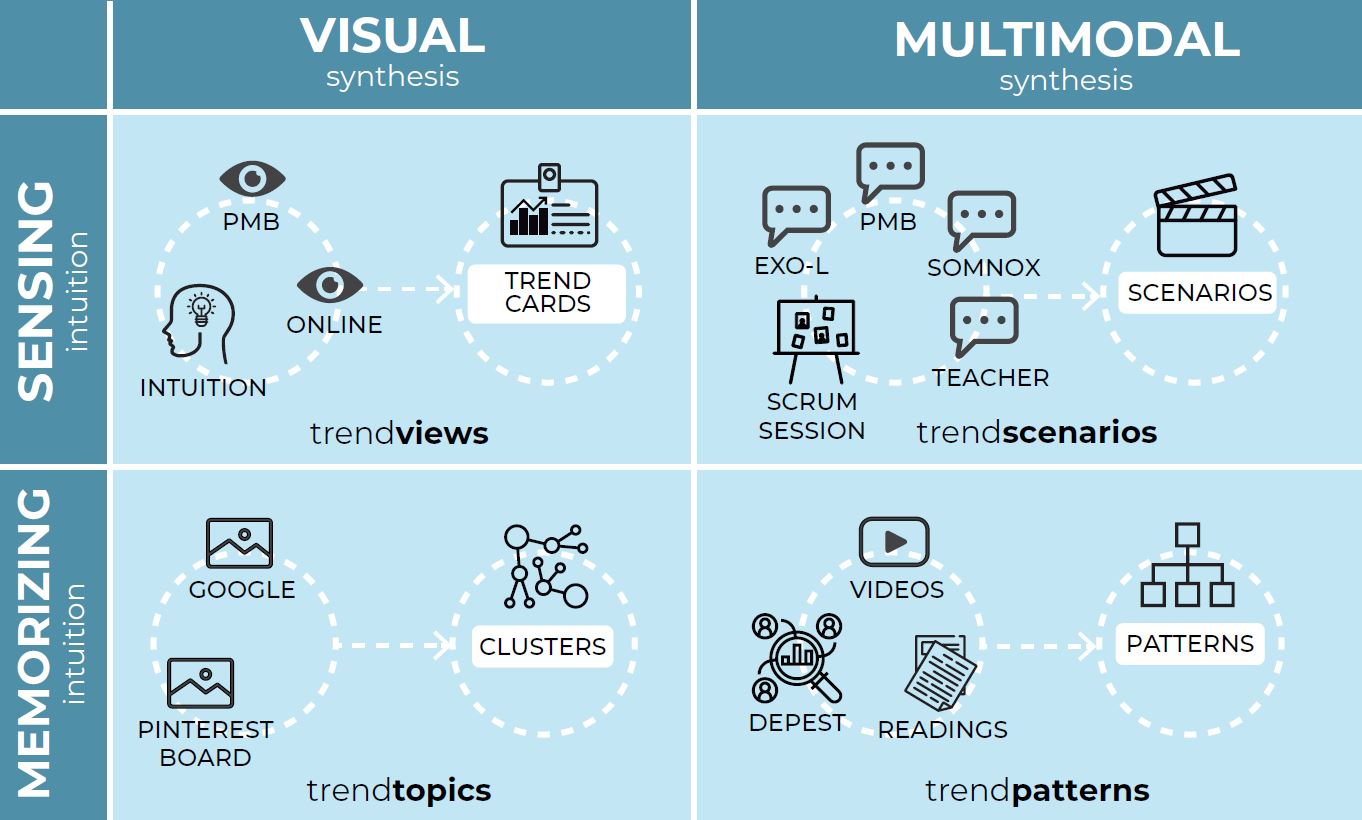 VISUAL
synthesis
MULTIMODAL
synthesis
SENSING
intuition
PMB
ONLINE
INTUITION
TREND
CARDS
trendviews
PMB
EXO-L
SOMNOX
TEACHER
SCRUM
SESSION
SCENARIOS
trendscenarios
MEMORIZING
intuition
GOOGLE
PINTEREST
BOARD
CLUSTERS
trendtopics
VIDEOS
DEPEST
READINGS
PATTERNS
trendpatterns